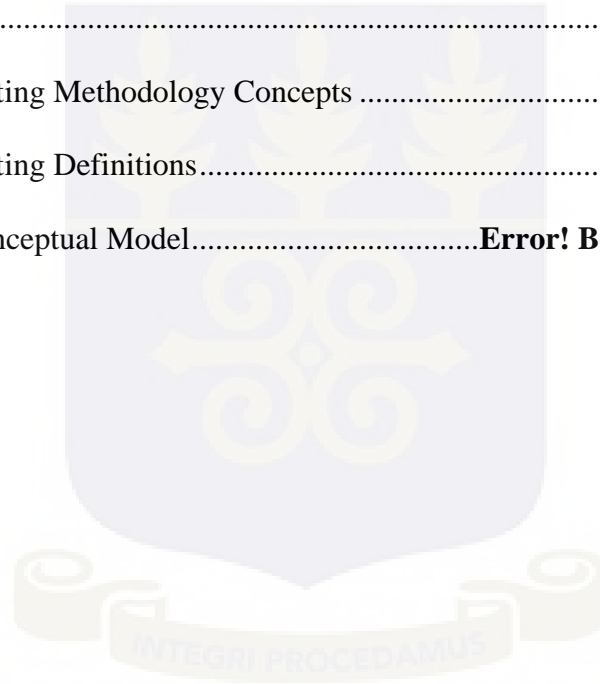 ....................................................................................
ting Methodology Concepts ..............................
ting Definitions..................................................
nceptual Model....................................Error! B
INTEGRI PROCEDAMUS